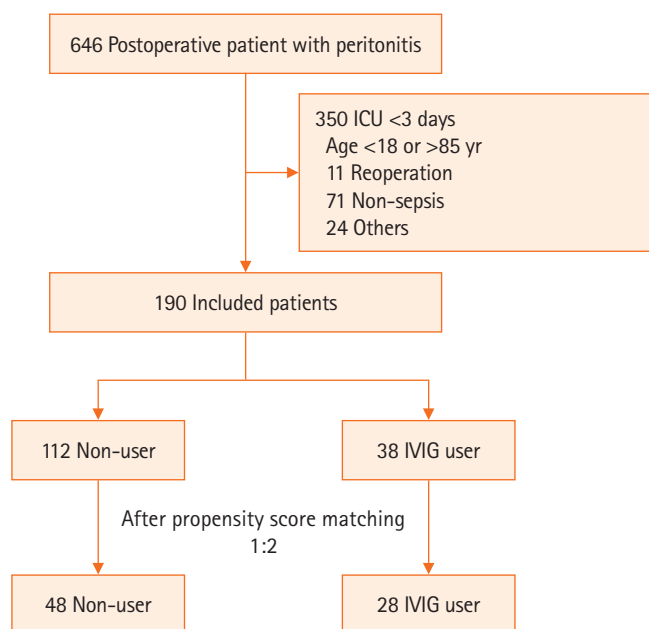 646 Postoperative patient with peritonitis
350 ICU <3 days
Age <18 or >85 yr
11 Reoperation
71 Non-sepsis
24 Others
190 Included patients
112 Non-user
38 IVIG user
After propensity score matching
1:2
48 Non-user
28 IVIG user